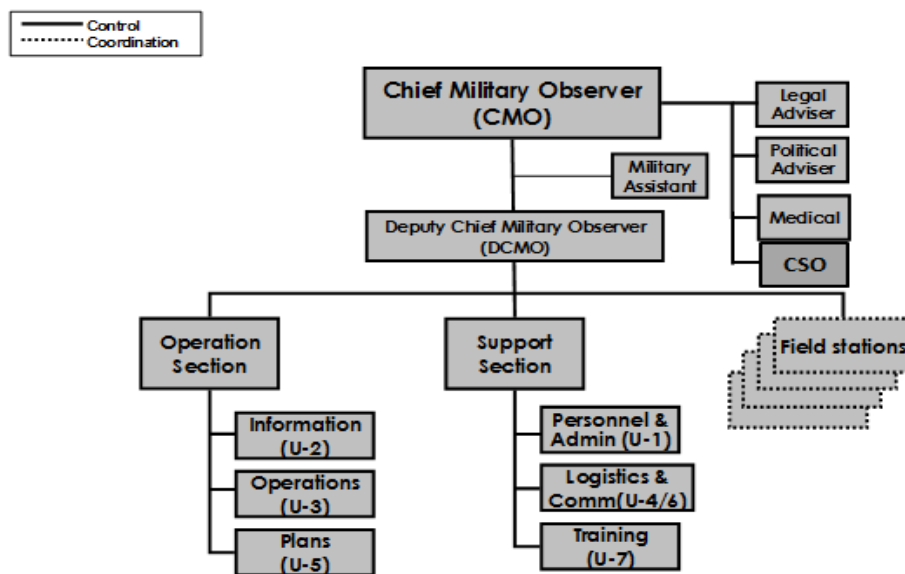 Control
Coordination
Chief Military Observer
(CMO)
Legal
Adviser
Political
Adviser
Military
Assistant
Medical
Deputy Chief Military Observer
(DCMO)
CSO
Operation
Section
Support
Section
Field stations
Information
(U-2)
Operations
(U-3)
Plans
(U-5)
Personnel &
Admin (U-1)
Logistics &
Comm(U-4/6)
Training
(U-7)